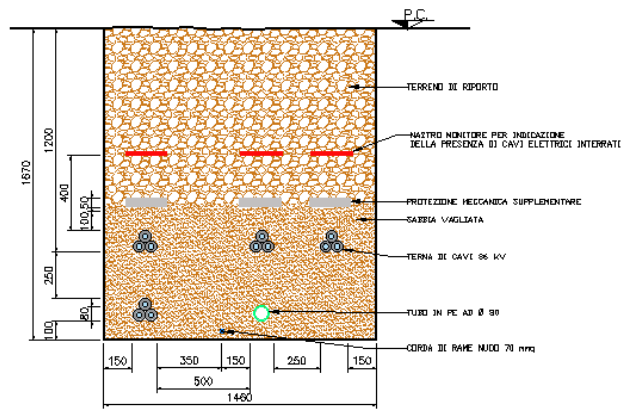 P.C.
TERRENO DI RIPORTO
NASTRO MONITORE PER INDICAZIONE
DELLA PRESENZA DI CAVI ELETTRICI INTERRATI
PROTEZIONE MECCANICA SUPPLEMENTARE
SABBIA VAGLIATA
TERNA DI CAVI 36 KV
TUBO IN PE AD Ø 90
CORDA DI RAME NUDO 70 mmq
1670
1200
400
50
100
250
80
100
150
350
150
250
150
500
1460